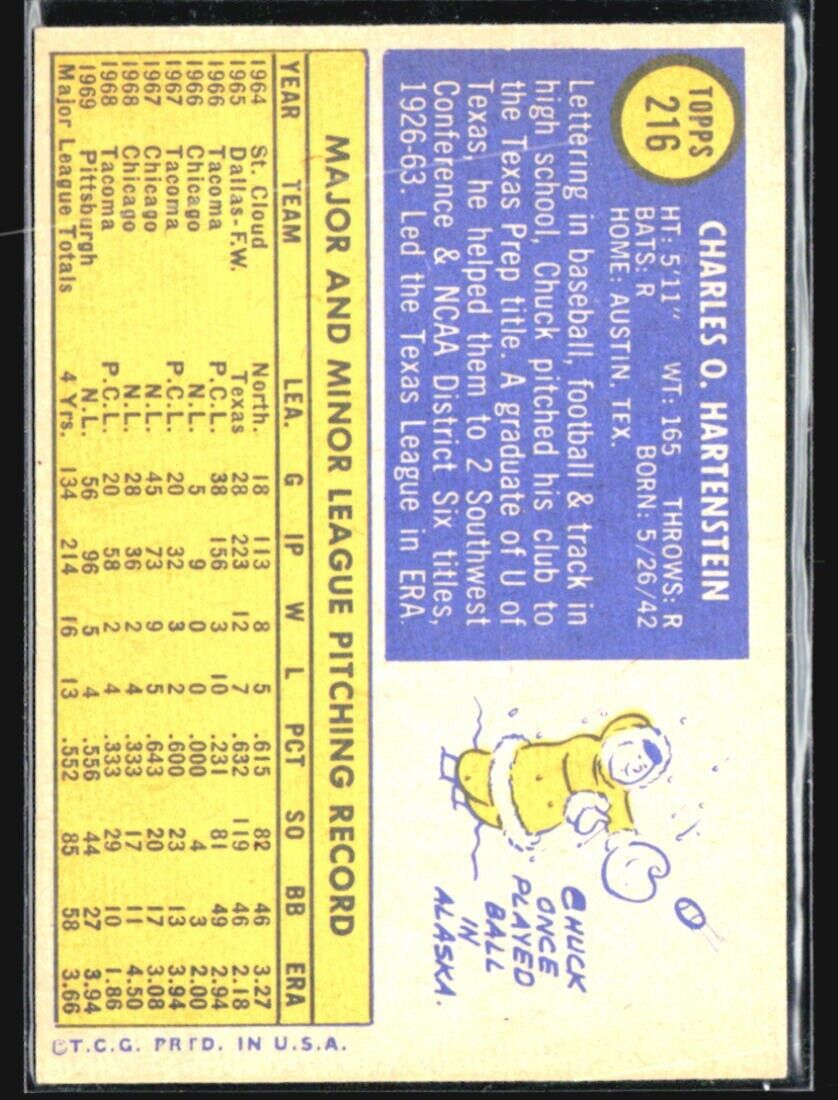 TOPPS
216
CHARLES O. HARTENSTEIN
HT: 5'11" WT: 165 THROWS: R
BATS: R BORN: 5/26/42
HOME: AUSTIN, TEX.
Lettering in baseball, football & track in
high school, Chuck pitched his club to
the Texas Prep title. A graduate of U of
Texas, he helped them to 2 Southwest
Conference & NCAA District Six titles,
1926-63. Led the Texas League in ERA.
CHUCK
ONCE
PLAYED
BALL
IN
ALASKA.
MAJOR AND MINOR LEAGUE PITCHING RECORD
YEAR TEAM LEA. G IP W L PCT SO BB ERA
1964 St. Cloud North. 18 113 8 5 .615 82 46 3.27
1965 Dallas-F.W. Texas 28 223 12 7 .632 119 46 2.18
1966 Tacoma P.C.L. 38 156 3 10 .231 81 49 2.94
1966 Chicago N.L. 5 9 0 0 .000 4 3 2.00
1967 Tacoma P.C.L. 20 32 3 2 .600 23 13 3.94
1967 Chicago N.L. 45 73 9 5 .643 20 17 3.08
1968 Chicago N.L. 28 36 2 4 .333 17 11 4.50
1968 Tacoma P.C.L. 20 58 2 4 .333 29 10 1.86
1969 Pittsburgh N.L. 56 96 5 4 .556 44 27 3.94
Major League Totals 4 Yrs. 134 214 16 13 .552 85 58 3.66
©T.C.G. PRTD. IN U.S.A.